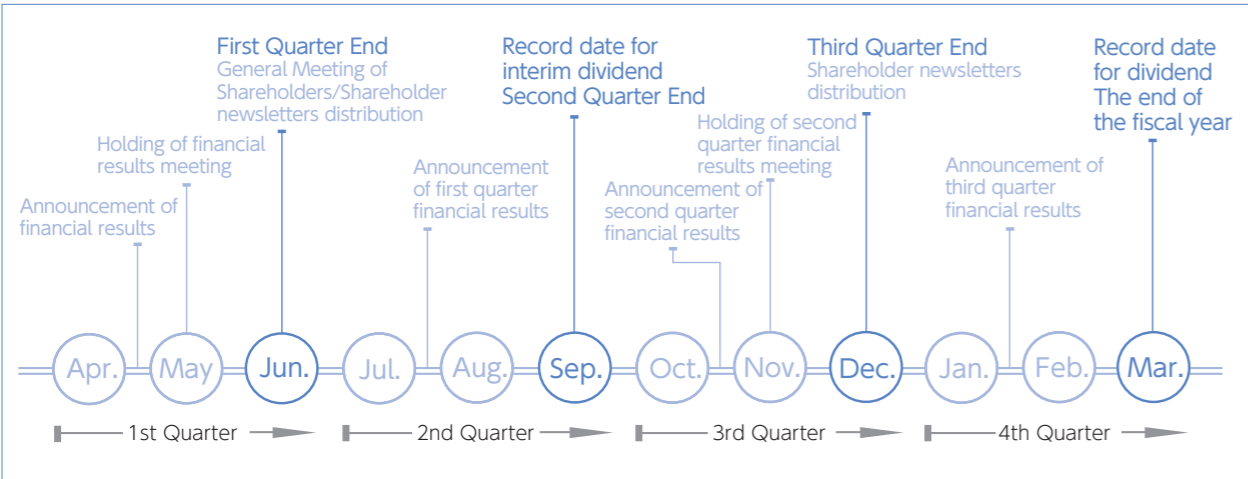 Announcement of
financial results
Holding of financial
results meeting
First Quarter End
General Meeting of
Shareholders/Shareholder
newsletters distribution
Announcement
of first quarter
financial results
Record date for
interim dividend
Second Quarter End
Announcement of
second quarter
financial results
Holding of second
quarter financial
results meeting
Third Quarter End
Shareholder newsletters
distribution
Announcement of
third quarter
financial results
Record date
for dividend
The end of
the fiscal year
Apr. May Jun. Jul. Aug. Sep. Oct. Nov. Dec. Jan. Feb. Mar.
1st Quarter 2nd Quarter 3rd Quarter 4th Quarter